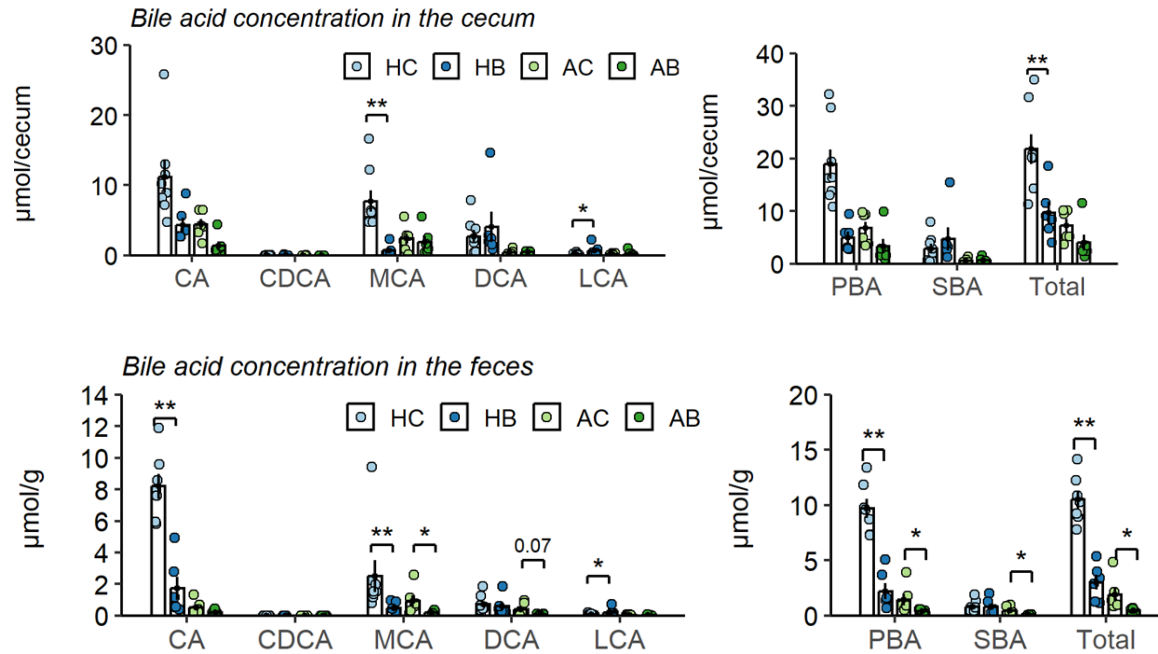 Bile acid concentration in the cecum
μmol/cecum
30
20
10
0
HC HB AC AB
**
*
CA CDCA MCA DCA LCA
μmol/cecum
40
30
20
10
0
**
PBA SBA Total
Bile acid concentration in the feces
μmol/g
14
12
10
8
6
4
2
0
HC HB AC AB
**
** *
0.07
*
CA CDCA MCA DCA LCA
μmol/g
20
15
10
5
0
** **
* * *
PBA SBA Total